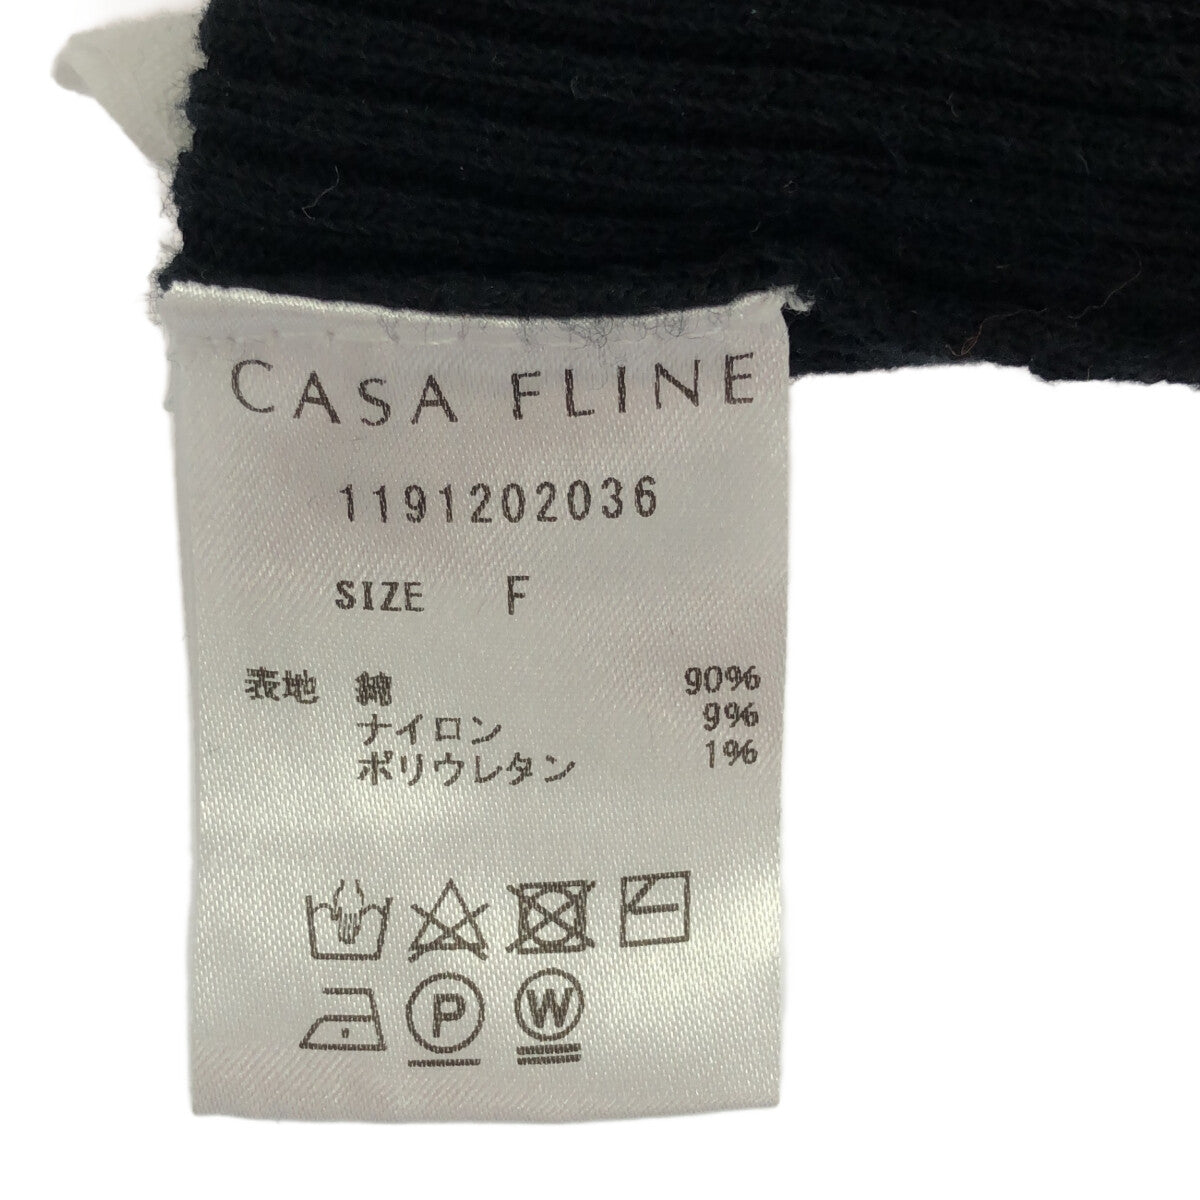 CASA FLINE
1191202036
SIZE F
表地 綿 90%
ナイロン 9%
ポリウレタン 1%
P W